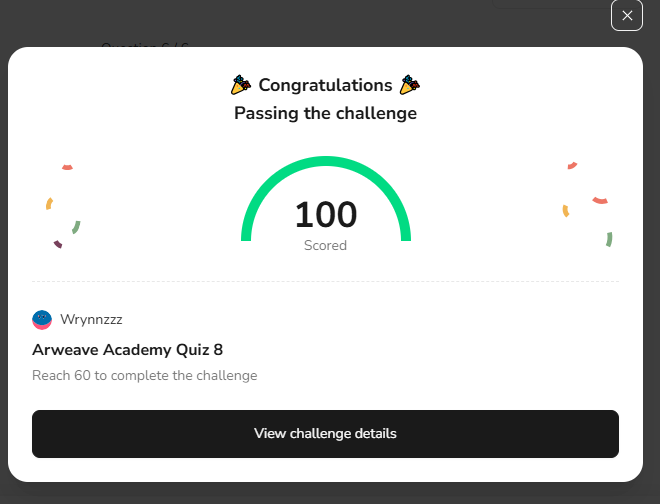 Question 6/6
Congratulations
Passing the challenge
100
Scored
Wrynnzzz
Arweave Academy Quiz 8
Reach 60 to complete the challenge
View challenge details